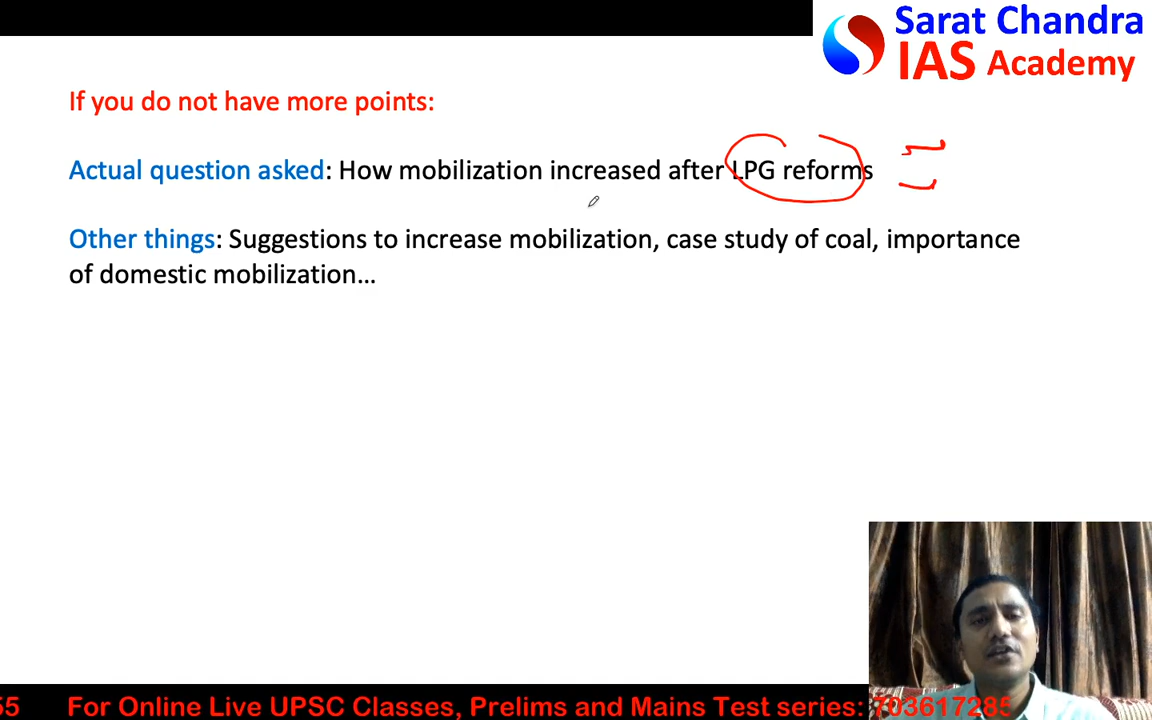 Sarat Chandra
IAS Academy
If you do not have more points:
Actual question asked: How mobilization increased after LPG reforms
Other things: Suggestions to increase mobilization, case study of coal, importance
of domestic mobilization...
55 For Online Live UPSC Classes, Prelims and Mains Test series: 703617285